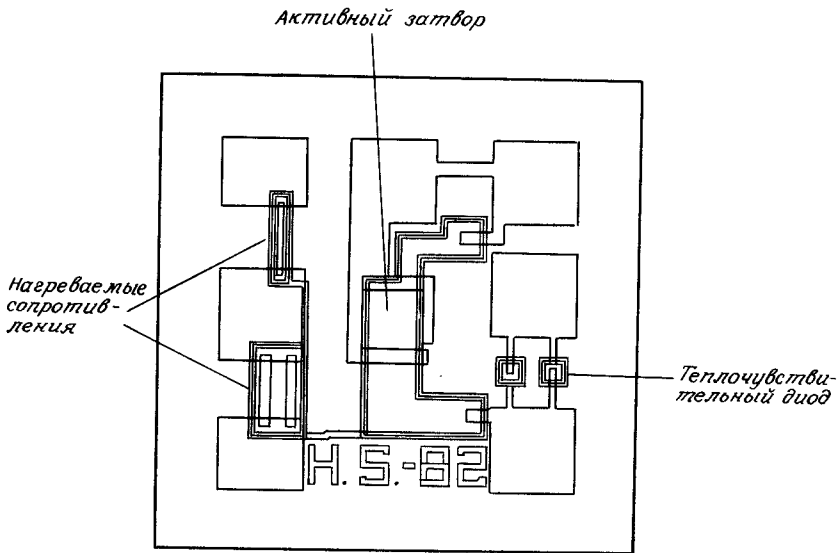 Активный затвор
Нагреваемые
сопротив-
ления
Теплочувстви-
тельный диод
H.S.-82